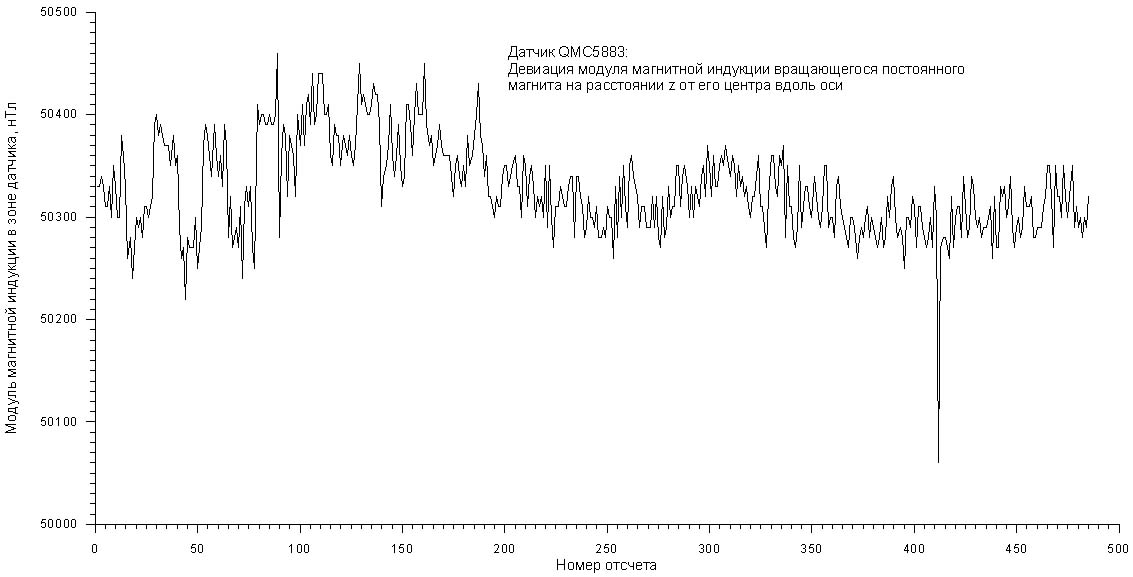 50500
50400
50300
50200
50100
50000
Модуль магнитной индукции в зоне датчика, нТл
Датчик QMC5883:
Девиация модуля магнитной индукции вращающегося постоянного
магнита на расстоянии z от его центра вдоль оси
0 50 100 150 200 250 300 350 400 450 500
Номер отсчета